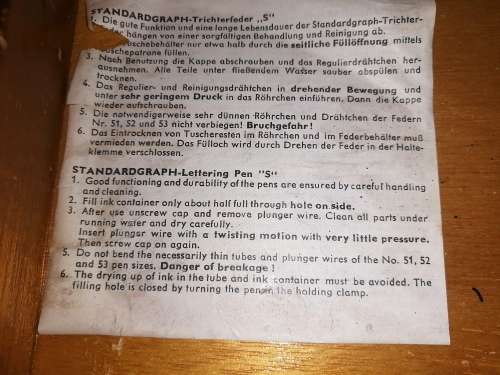 STANDARDGRAPH-Trichterfeder „S"
1. Die gute Funktion und eine lange Lebensdauer der Standardgraph-Trichter-
hängen von einer sorgfältigen Behandlung und Reinigung ab.
nur etwa halb durch die seitliche Füllöffnung mittels
füllen.
3. Nach Benutzung die Kappe abschrauben und das Regulierdrähtchen her-
ausnehmen. Alle Teile unter fließendem Wasser sauber abspülen und
trocknen.
4. Das Regulier- und Reinigungsdrähtchen in drehender Bewegung und
unter sehr geringem Druck in das Röhrchen einführen. Dann die Kappe
wieder aufschrauben.
5. Die notwendigerweise sehr dünnen Röhrchen und Drähtchen der Federn
Nr. 51, 52 und 53 nicht verbiegen! Bruchgefahr!
6. Das Eintrocknen von Tuscheresten im Röhrchen und im Federbehälter muß
vermieden werden. Das Fülloch wird durch Drehen der Feder in der Halte-
klemme verschlossen.
STANDARDGRAPH-Lettering Pen "S"
1. Good functioning and durability of the pens are ensured by careful handling
and cleaning.
2. Fill ink container only about half full through hole on side.
3. After use unscrew cap and remove plunger wire. Clean all parts under
running water and dry carefully.
Insert plunger wire with a twisting motion with very little pressure.
Then screw cap on again.
5. Do not bend the necessarily thin tubes and plunger wires of the No. 51, 52
and 53 pen sizes. Danger of breakage !
6. The drying up of ink in the tube and ink container must be avoided. The
filling hole is closed by turning the pen in the holding clamp.